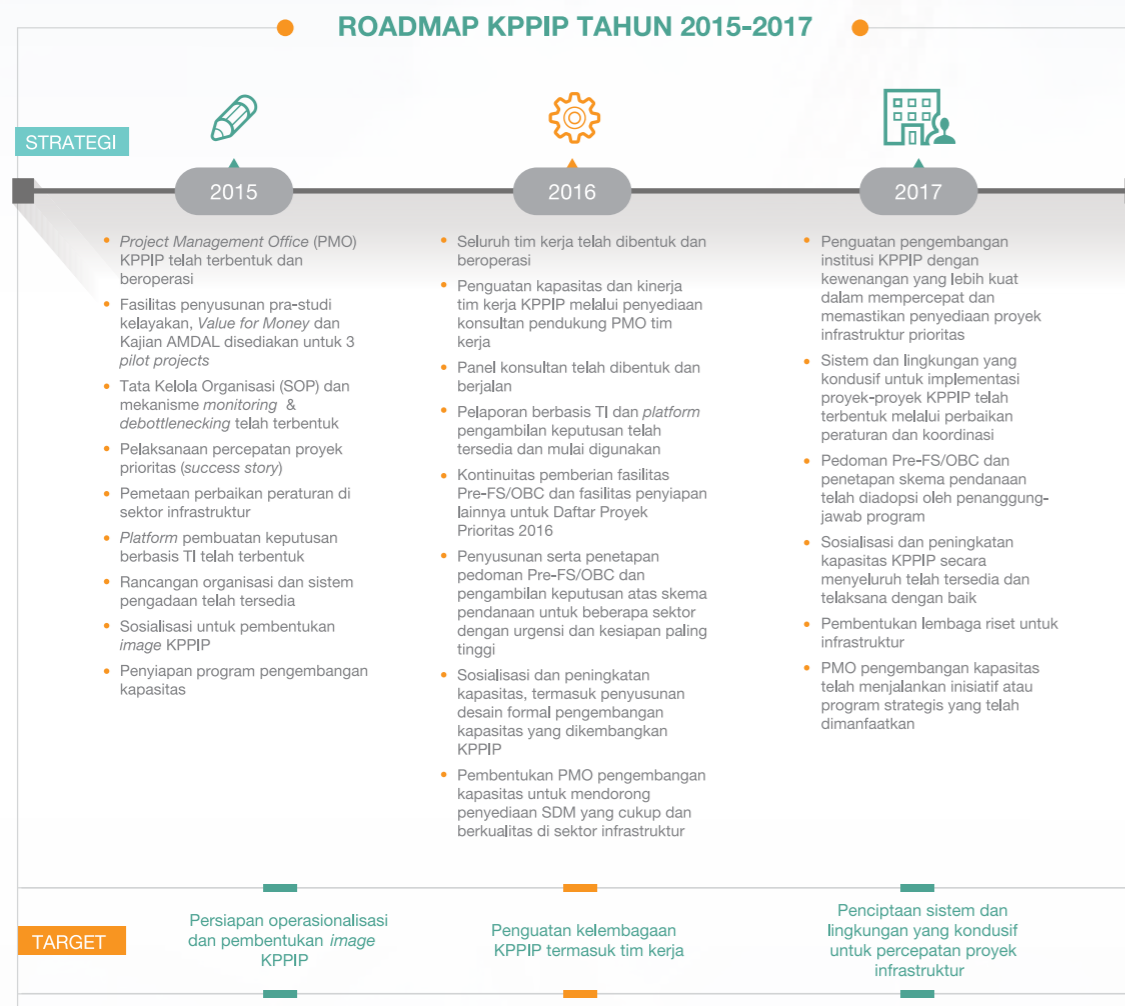 ROADMAP KPPIP TAHUN 2015-2017
STRATEGI
2015
• Project Management Office (PMO)
KPPIP telah terbentuk dan
beroperasi
• Fasilitas penyusunan pra-studi
kelayakan, Value for Money dan
Kajian AMDAL disediakan untuk 3
pilot projects
• Tata Kelola Organisasi (SOP) dan
mekanisme monitoring &
debottlenecking telah terbentuk
• Pelaksanaan percepatan proyek
prioritas (success story)
• Pemetaan perbaikan peraturan di
sektor infrastruktur
• Platform pembuatan keputusan
berbasis TI telah terbentuk
• Rancangan organisasi dan sistem
pengadaan telah tersedia
• Sosialisasi untuk pembentukan
image KPPIP
• Penyiapan program pengembangan
kapasitas
2016
• Seluruh tim kerja telah dibentuk dan
beroperasi
• Penguatan kapasitas dan kinerja
tim kerja KPPIP melalui penyediaan
konsultan pendukung PMO tim
kerja
• Panel konsultan telah dibentuk dan
berjalan
• Pelaporan berbasis TI dan platform
pengambilan keputusan telah
tersedia dan mulai digunakan
• Kontinuitas pemberian fasilitas
Pre-FS/OBC dan fasilitas penyiapan
lainnya untuk Daftar Proyek
Prioritas 2016
• Penyusunan serta penetapan
pedoman Pre-FS/OBC dan
pengambilan keputusan atas skema
pendanaan untuk beberapa sektor
dengan urgensi dan kesiapan paling
tinggi
• Sosialisasi dan peningkatan
kapasitas, termasuk penyusunan
desain formal pengembangan
kapasitas yang dikembangkan
KPPIP
• Pembentukan PMO pengembangan
kapasitas untuk mendorong
penyediaan SDM yang cukup dan
berkualitas di sektor infrastruktur
2017
• Penguatan pengembangan
institusi KPPIP dengan
kewenangan yang lebih kuat
dalam mempercepat dan
memastikan penyediaan proyek
infrastruktur prioritas
• Sistem dan lingkungan yang
kondusif untuk implementasi
proyek-proyek KPPIP telah
terbentuk melalui perbaikan
peraturan dan koordinasi
• Pedoman Pre-FS/OBC dan
penetapan skema pendanaan
telah diadopsi oleh penanggung-
jawab program
• Sosialisasi dan peningkatan
kapasitas KPPIP secara
menyeluruh telah tersedia dan
telaksana dengan baik
• Pembentukan lembaga riset untuk
infrastruktur
• PMO pengembangan kapasitas
telah menjalankan inisiatif atau
program strategis yang telah
dimanfaatkan
TARGET
Persiapan operasionalisasi
dan pembentukan image
KPPIP
Penguatan kelembagaan
KPPIP termasuk tim kerja
Penciptaan sistem dan
lingkungan yang kondusif
untuk percepatan proyek
infrastruktur